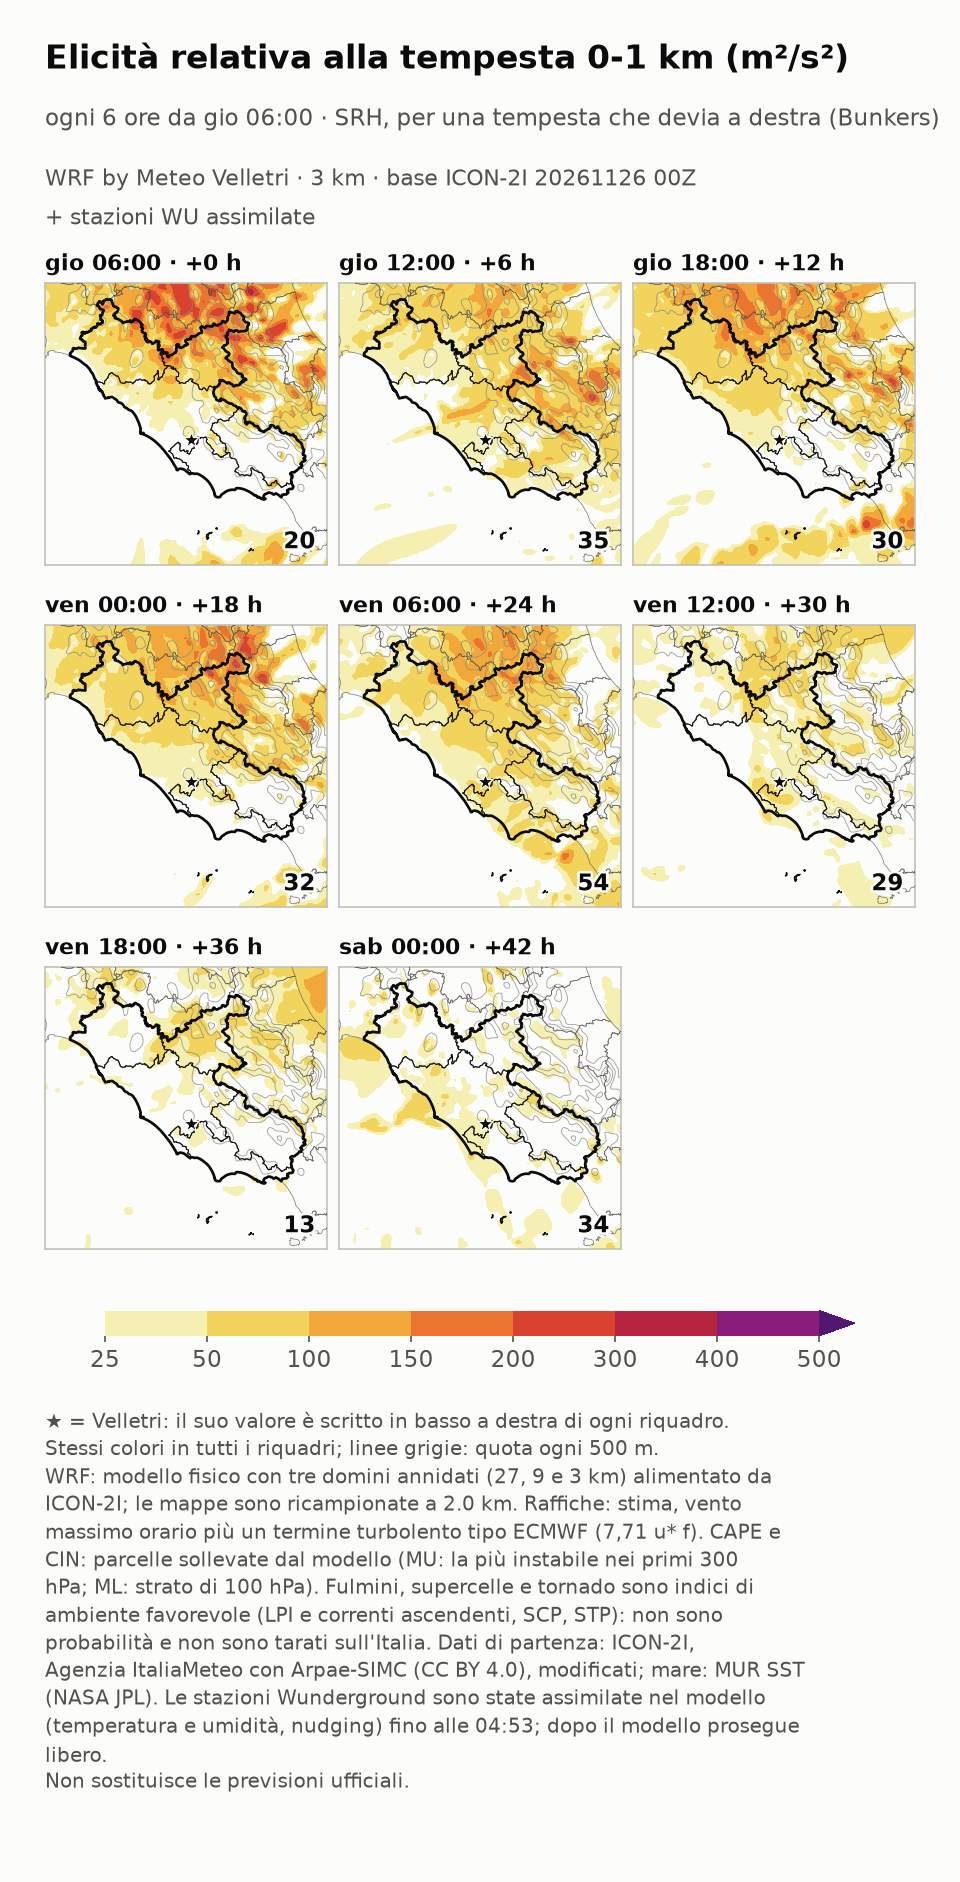 Elicità relativa alla tempesta 0-1 km (m²/s²)
ogni 6 ore da gio 06:00 · SRH, per una tempesta che devia a destra (Bunkers)
WRF by Meteo Velletri · 3 km · base ICON-2I 20261126 00Z
+ stazioni WU assimilate
gio 06:00 · +0 h
gio 12:00 · +6 h
gio 18:00 · +12 h
20
35
30
ven 00:00 · +18 h
ven 06:00 · +24 h
ven 12:00 · +30 h
32
54
29
ven 18:00 · +36 h
sab 00:00 · +42 h
13
34
25 50 100 150 200 300 400 500
★ = Velletri: il suo valore è scritto in basso a destra di ogni riquadro.
Stessi colori in tutti i riquadri; linee grigie: quota ogni 500 m.
WRF: modello fisico con tre domini annidati (27, 9 e 3 km) alimentato da
ICON-2I; le mappe sono ricampionate a 2.0 km. Raffiche: stima, vento
massimo orario più un termine turbolento tipo ECMWF (7,71 u* f). CAPE e
CIN: parcelle sollevate dal modello (MU: la più instabile nei primi 300
hPa; ML: strato di 100 hPa). Fulmini, supercelle e tornado sono indici di
ambiente favorevole (LPI e correnti ascendenti, SCP, STP): non sono
probabilità e non sono tarati sull'Italia. Dati di partenza: ICON-2I,
Agenzia ItaliaMeteo con Arpae-SIMC (CC BY 4.0), modificati; mare: MUR SST
(NASA JPL). Le stazioni Wunderground sono state assimilate nel modello
(temperatura e umidità, nudging) fino alle 04:53; dopo il modello prosegue
libero.
Non sostituisce le previsioni ufficiali.